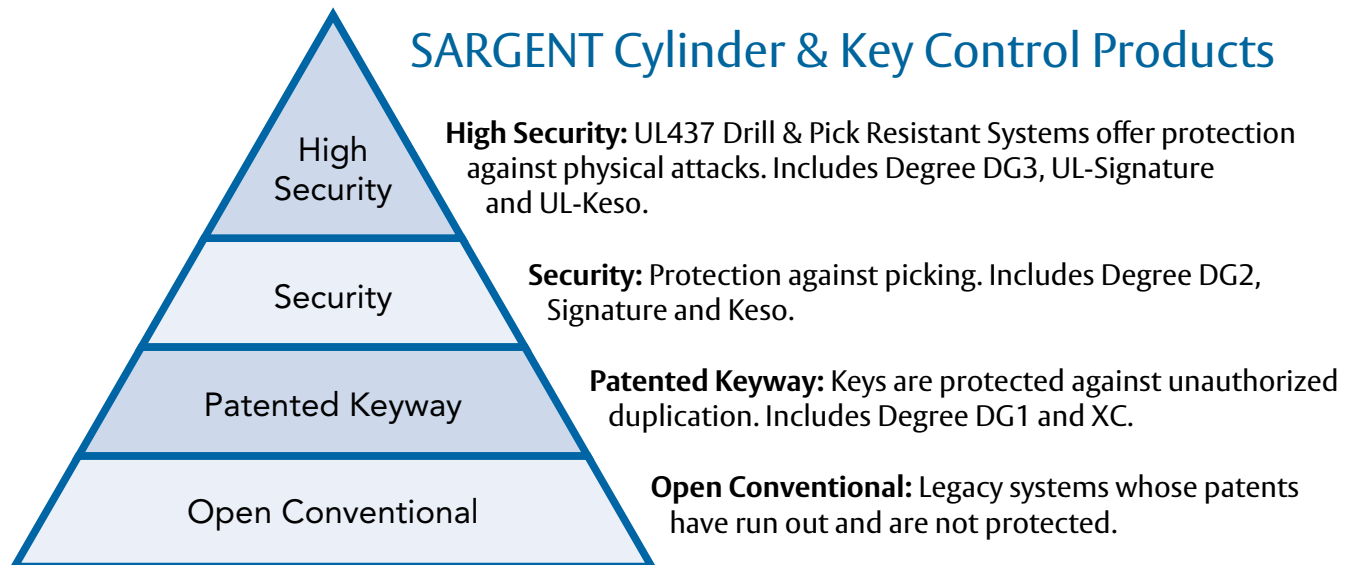 SARGENT Cylinder & Key Control Products
High
Security
High Security: UL437 Drill & Pick Resistant Systems offer protection
against physical attacks. Includes Degree DG3, UL-Signature
and UL-Keso.
Security
Security: Protection against picking. Includes Degree DG2,
Signature and Keso.
Patented Keyway
Patented Keyway: Keys are protected against unauthorized
duplication. Includes Degree DG1 and XC.
Open Conventional
Open Conventional: Legacy systems whose patents
have run out and are not protected.